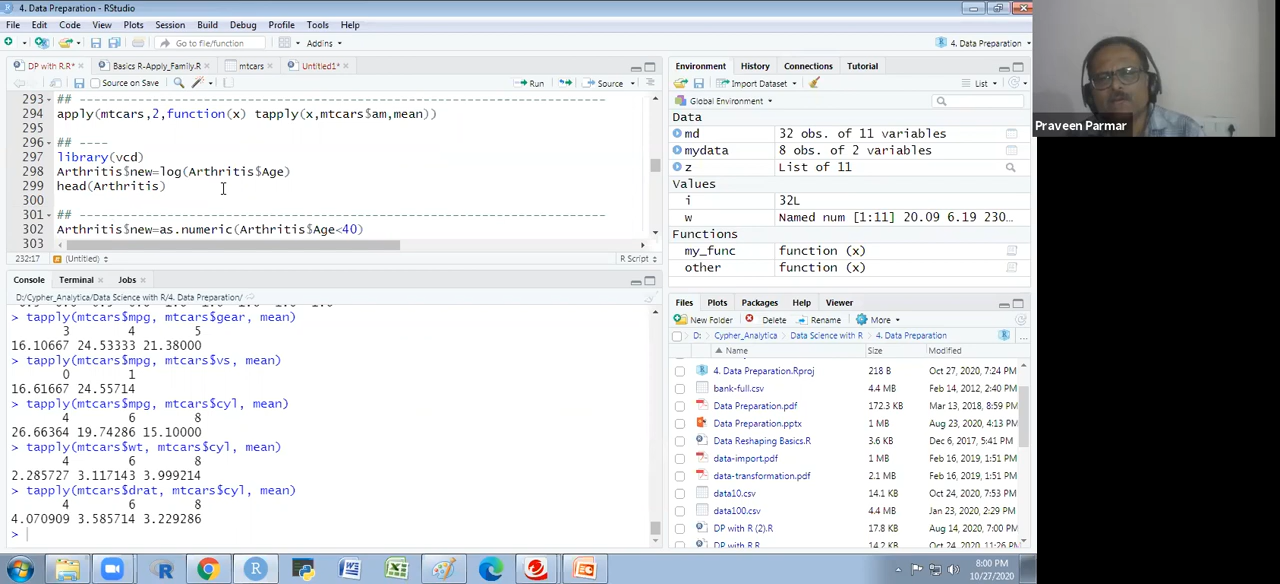 4. Data Preparation - RStudio
File Edit Code View Plots Session Build Debug Profile Tools Help
Go to file/function Addins 4. Data Preparation
DP with R.R* Basics R-Apply_Family.R mtcars Untitled1*
Source on Save Run Source
293 ## ---------------------------------------------------------------------------
294 apply(mtcars,2,function(x) tapply(x,mtcars$am,mean))
295
296 ## ----
297 library(vcd)
298 Arthritis$new=log(Arthritis$Age)
299 head(Arthritis)
300
301 ## ---------------------------------------------------------------------------
302 Arthritis$new=as.numeric(Arthritis$Age<40)
303
232:17 (Untitled) R Script
Console Terminal Jobs
D:/Cypher_Analytica/Data Science with R/4. Data Preparation/
> tapply(mtcars$mpg, mtcars$gear, mean)
3 4 5
16.10667 24.53333 21.38000
> tapply(mtcars$mpg, mtcars$vs, mean)
0 1
16.61667 24.55714
> tapply(mtcars$mpg, mtcars$cyl, mean)
4 6 8
26.66364 19.74286 15.10000
> tapply(mtcars$wt, mtcars$cyl, mean)
4 6 8
2.285727 3.117143 3.999214
> tapply(mtcars$drat, mtcars$cyl, mean)
4 6 8
4.070909 3.585714 3.229286
>
Environment History Connections Tutorial
Import Dataset List
Global Environment
Data
md 32 obs. of 11 variables
mydata 8 obs. of 2 variables
z List of 11
Values
i 32L
w Named num [1:11] 20.09 6.19 230…
Functions
my_func function (x)
other function (x)
Files Plots Packages Help Viewer
New Folder Delete Rename More
D: Cypher_Analytica Data Science with R 4. Data Preparation
Name Size Modified
4. Data Preparation.Rproj 218 B Oct 27, 2020, 7:24 PM
bank-full.csv 4.4 MB Feb 14, 2012, 2:40 PM
Data Preparation.pdf 172.3 KB Mar 13, 2018, 8:59 PM
Data Preparation.pptx 1 MB Aug 23, 2020, 4:13 PM
Data Reshaping Basics.R 3.6 KB Dec 6, 2017, 5:41 PM
data-import.pdf 2.1 MB Feb 16, 2019, 1:51 PM
data-transformation.pdf 2.1 MB Feb 16, 2019, 1:51 PM
data10.csv 14.1 KB Oct 24, 2020, 7:53 PM
data100.csv 4.4 MB Jan 23, 2020, 2:29 PM
DP with R (2).R 17.8 KB Aug 14, 2020, 7:00 PM
DP with R.R 14.2 KB Oct 24, 2020, 11:26 PM
Praveen Parmar
8:00 PM
10/27/2020